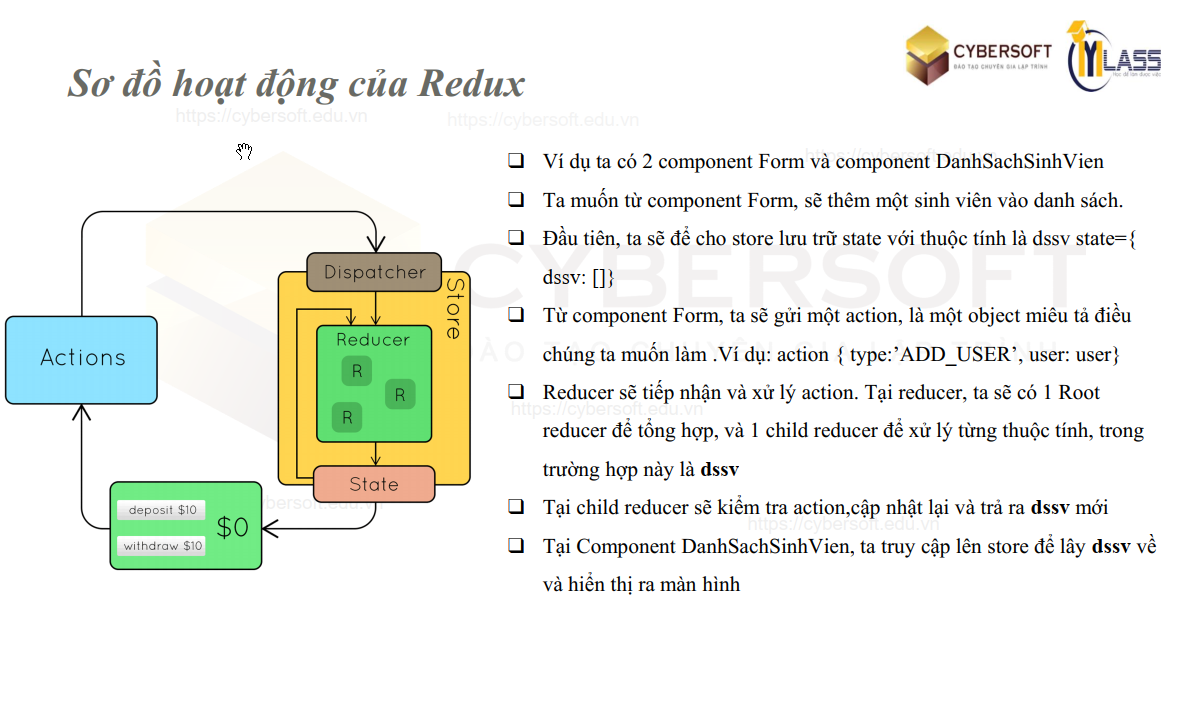 CYBERSOFT
ĐÀO TẠO CHUYÊN GIA LẬP TRÌNH
MYCLASS
Học để làm được việc
Sơ đồ hoạt động của Redux
https://cybersoft.edu.vn
https://cybersoft.edu.vn
Actions
Dispatcher
Store
Reducer
R
R
R
State
deposit $10
withdraw $10
$0
❑ Ví dụ ta có 2 component Form và component DanhSachSinhVien
❑ Ta muốn từ component Form, sẽ thêm một sinh viên vào danh sách.
❑ Đầu tiên, ta sẽ để cho store lưu trữ state với thuộc tính là dssv state={
dssv: []}
❑ Từ component Form, ta sẽ gửi một action, là một object miêu tả điều
chúng ta muốn làm .Ví dụ: action { type:’ADD_USER’, user: user}
❑ Reducer sẽ tiếp nhận và xử lý action. Tại reducer, ta sẽ có 1 Root
reducer để tổng hợp, và 1 child reducer để xử lý từng thuộc tính, trong
trường hợp này là dssv
❑ Tại child reducer sẽ kiểm tra action,cập nhật lại và trả ra dssv mới
❑ Tại Component DanhSachSinhVien, ta truy cập lên store để lây dssv về
và hiển thị ra màn hình
CYBERSOFT
https://cybersoft.edu.vn
https://cybersoft.edu.vn